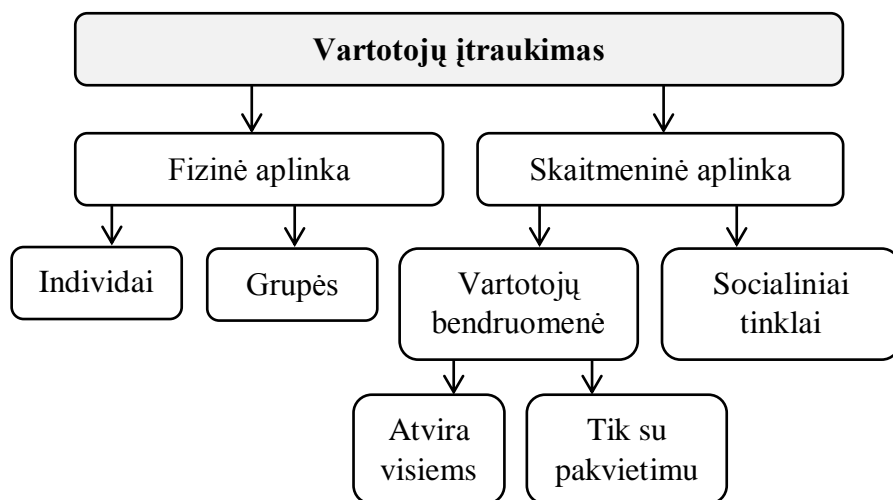 Vartotojų įtraukimas
Fizinė aplinka
Skaitmeninė aplinka
Individai
Grupės
Vartotojų
bendruomenė
Socialiniai
tinklai
Atvira
visiems
Tik su
pakvietimu